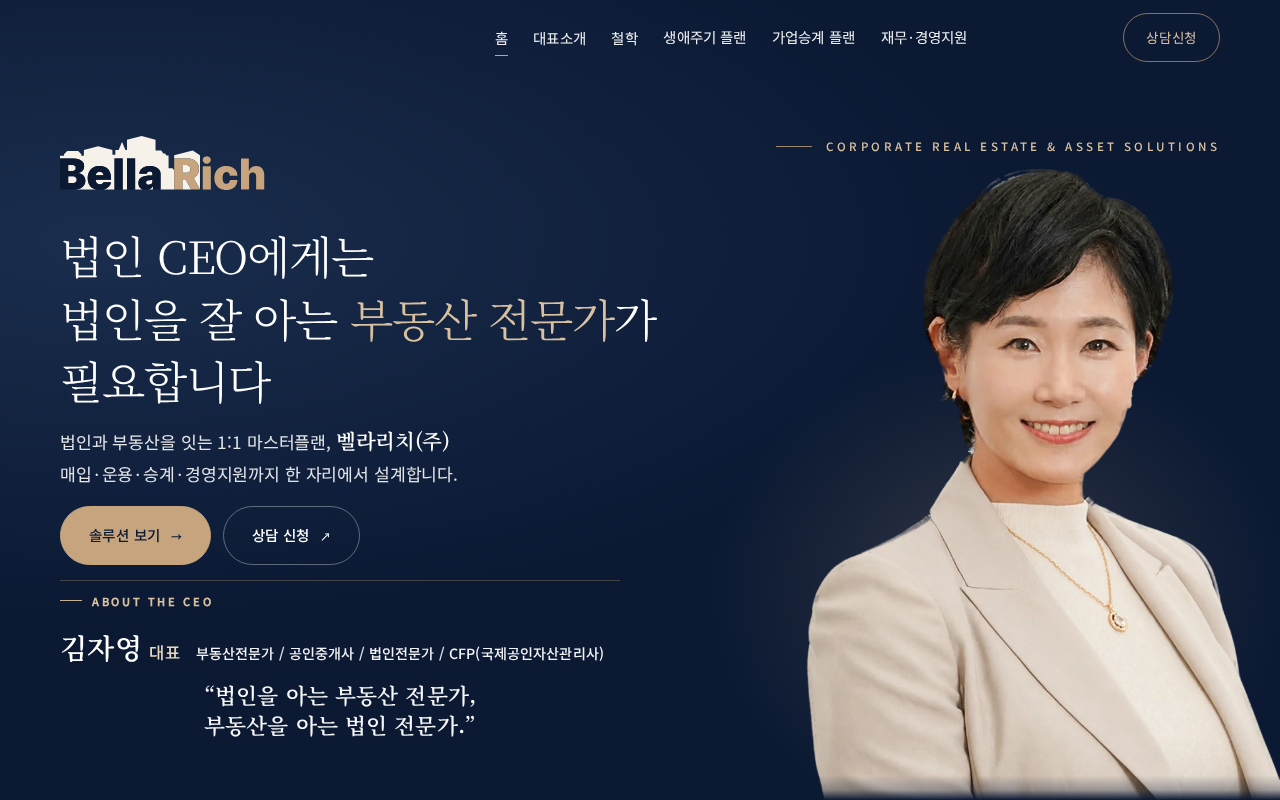 홈 대표소개 철학 생애주기 플랜 가업승계 플랜 재무·경영지원 상담신청
CORPORATE REAL ESTATE & ASSET SOLUTIONS
Bella Rich
법인 CEO에게는
법인을 잘 아는 부동산 전문가가
필요합니다
법인과 부동산을 잇는 1:1 마스터플랜, 벨라리치(주)
매입·운용·승계·경영지원까지 한 자리에서 설계합니다.
솔루션 보기 → 상담 신청 ↗
ABOUT THE CEO
김자영 대표 부동산전문가 / 공인중개사 / 법인전문가 / CFP(국제공인자산관리사)
“법인을 아는 부동산 전문가,
부동산을 아는 법인 전문가.”